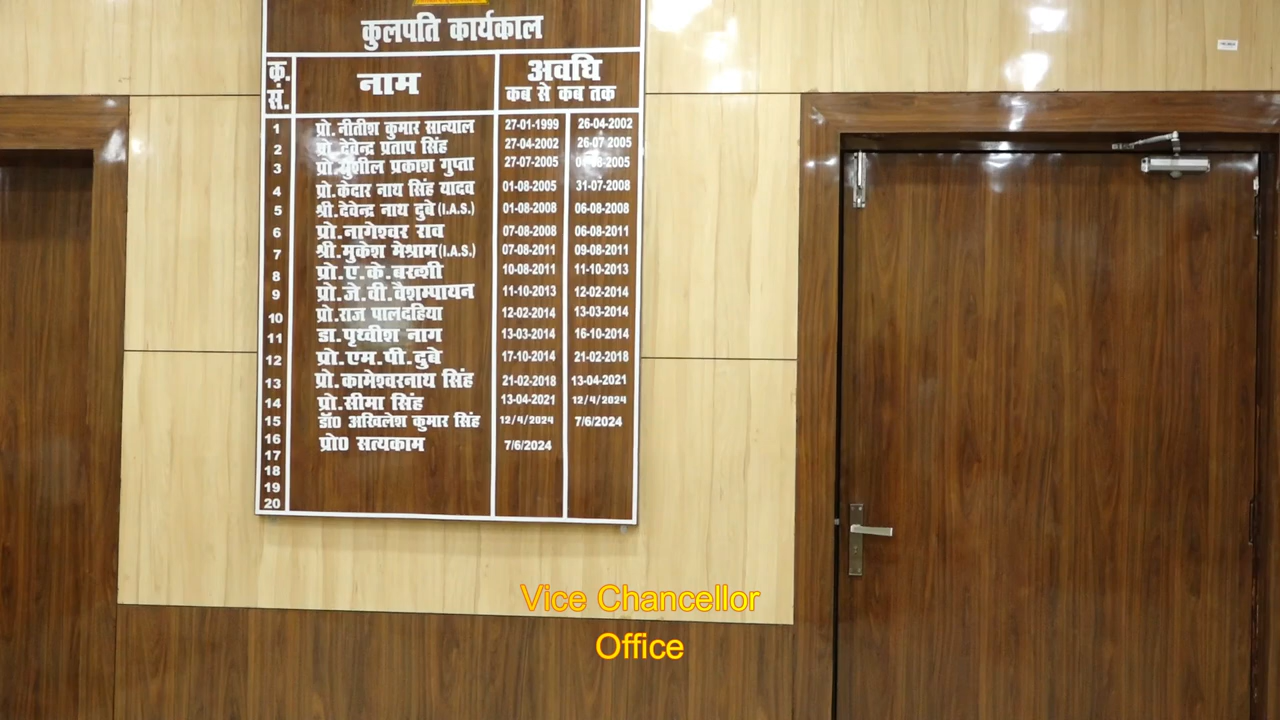 कुलपति कार्यकाल
क्र. सं. नाम अवधि
कब से कब तक
1 प्रो. नीतीश कुमार सान्याल 27-01-1999 26-04-2002
2 प्रो. देवेन्द्र प्रताप सिंह 27-04-2002 26-07-2005
3 प्रो. सुशील प्रकाश गुप्ता 27-07-2005
4 प्रो. केदार नाथ सिंह यादव 01-08-2005 31-07-2008
5 श्री. देवेन्द्र नाथ दुबे (I.A.S.) 01-08-2008 06-08-2008
6 प्रो. नागेश्वर राव 07-08-2008 06-08-2011
7 श्री. मुकेश मेश्राम (I.A.S.) 07-08-2011 09-08-2011
8 प्रो. ए. के. बख्शी 10-08-2011 11-10-2013
9 प्रो. जे. वी. वैशम्पायन 11-10-2013 12-02-2014
10 प्रो. राज पालदहिया 12-02-2014 13-03-2014
11 डा. पृथ्वीश नाग 13-03-2014 16-10-2014
12 प्रो. एम. पी. दुबे 17-10-2014 21-02-2018
13 प्रो. कामेश्वरनाथ सिंह 21-02-2018 13-04-2021
14 प्रो. सीमा सिंह 13-04-2021 12/4/2024
15 डॉ0 अखिलेश कुमार सिंह 12/4/2024 7/6/2024
16 प्रो0 सत्यकाम 7/6/2024
17
18
19
20
Vice Chancellor
Office